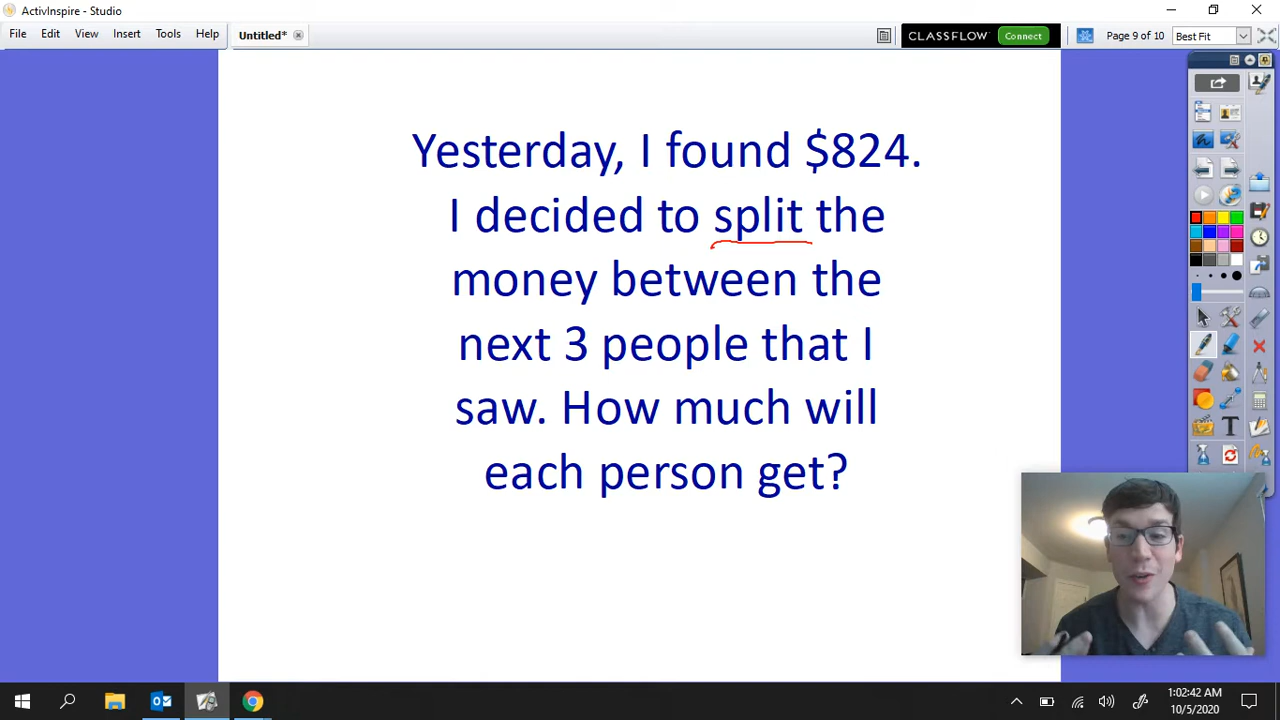 ActivInspire - Studio
File Edit View Insert Tools Help
Untitled*
CLASSFLOW Connect
Page 9 of 10
Best Fit
Yesterday, I found $824.
I decided to split the
money between the
next 3 people that I
saw. How much will
each person get?
1:02:42 AM
10/5/2020